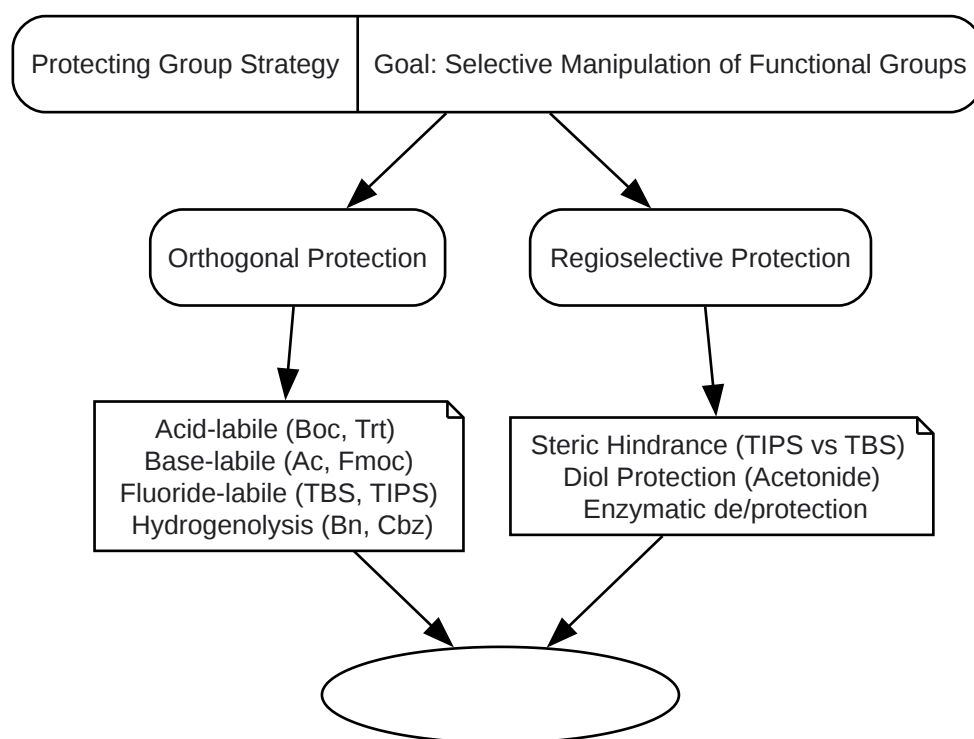 Protecting Group Strategy
Goal: Selective Manipulation of Functional Groups
Orthogonal Protection
Regioselective Protection
Acid-labile (Boc, Trt)
Base-labile (Ac, Fmoc)
Fluoride-labile (TBS, TIPS)
Hydrogenolysis (Bn, Cbz)
Steric Hindrance (TIPS vs TBS)
Diol Protection (Acetonide)
Enzymatic de/protection